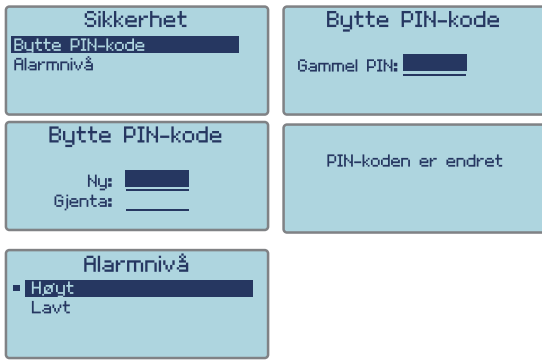 Sikkerhet
Bytte PIN-kode
Alarmnivå
Bytte PIN-kode
Gammel PIN:
Bytte PIN-kode
Ny:
Gjenta:
PIN-koden er endret
Alarmnivå
Høyt
Lavt